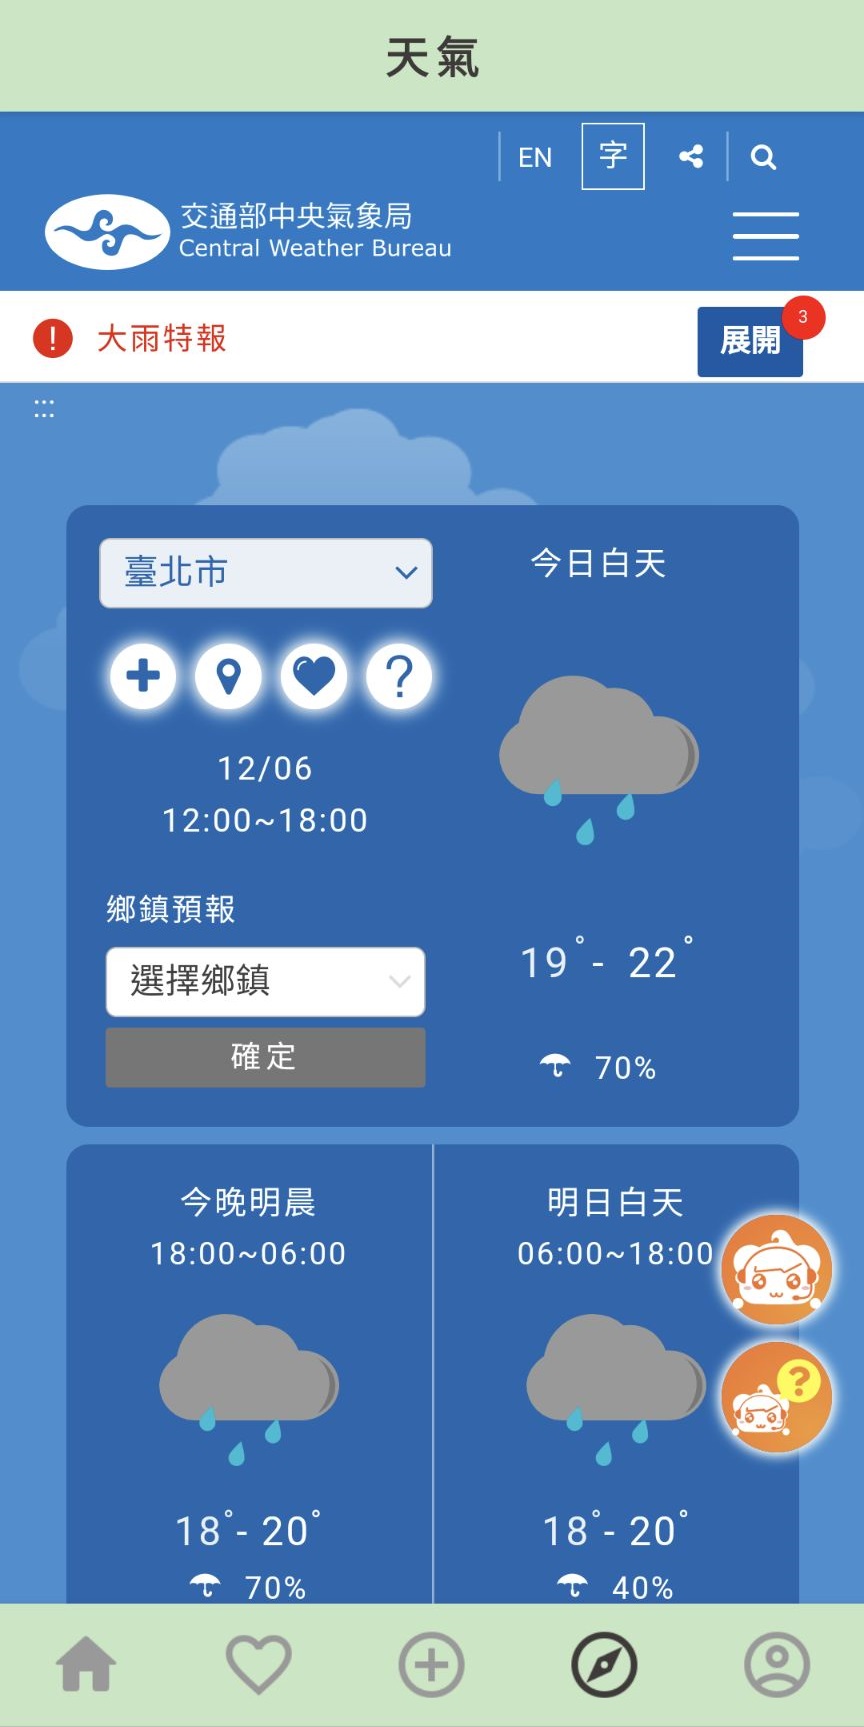 天氣
EN 字
交通部中央氣象局
Central Weather Bureau
大雨特報
展開
3
臺北市
今日白天
12/06
12:00~18:00
鄉鎮預報
選擇鄉鎮
確定
19° - 22°
70%
今晚明晨
18:00~06:00
18° - 20°
70%
明日白天
06:00~18:00
18° - 20°
40%